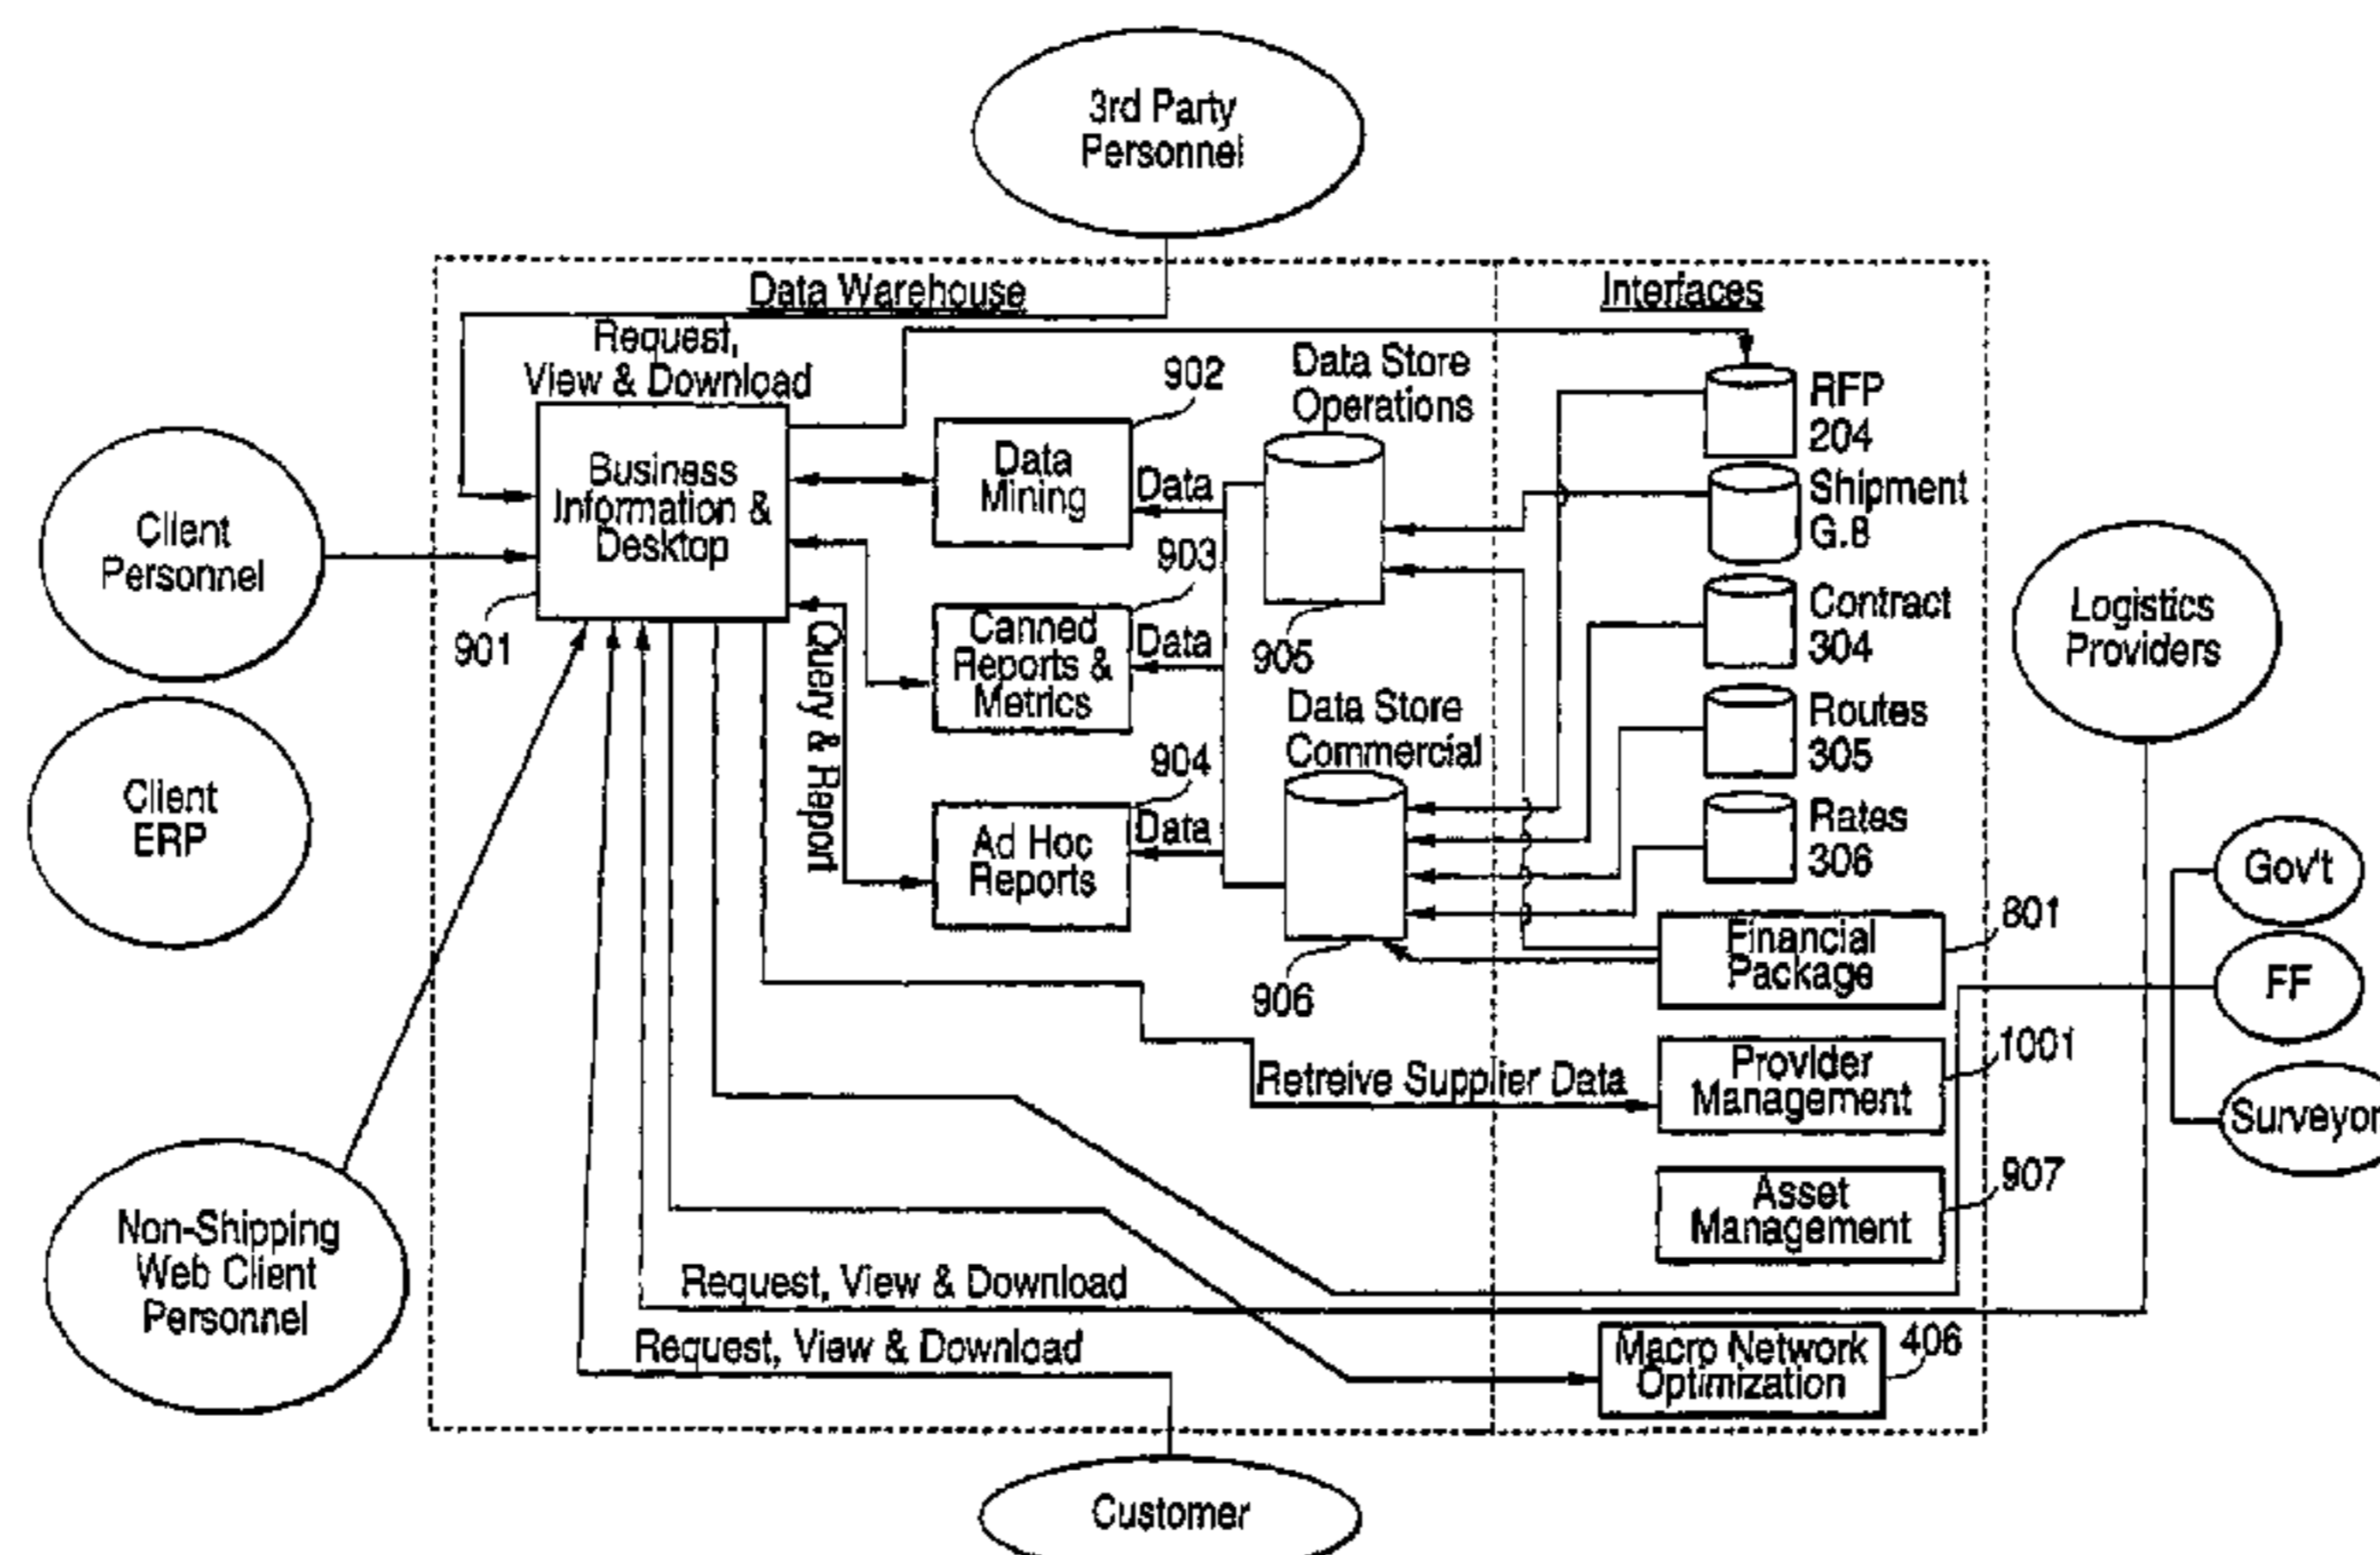 3rd Party
Personnel
Data Warehouse
Interfaces
Request,
View & Download
Business
Information &
Desktop
901
902
Data
Mining
Data
903
Canned
Reports &
Metrics
Data
904
Ad Hoc
Reports
Data
Query & Report
Data Store
Operations
905
Data Store
Commercial
906
RFP
204
Shipment
G.8
Contract
304
Routes
305
Rates
306
Financial
Package
801
Retreive Supplier Data
Provider
Management
1001
Asset
Management
907
Macro Network
Optimization
406
Request, View & Download
Request, View & Download
Client
Personnel
Client
ERP
Non-Shipping
Web Client
Personnel
Logistics
Providers
Gov't
FF
Surveyor
Customer